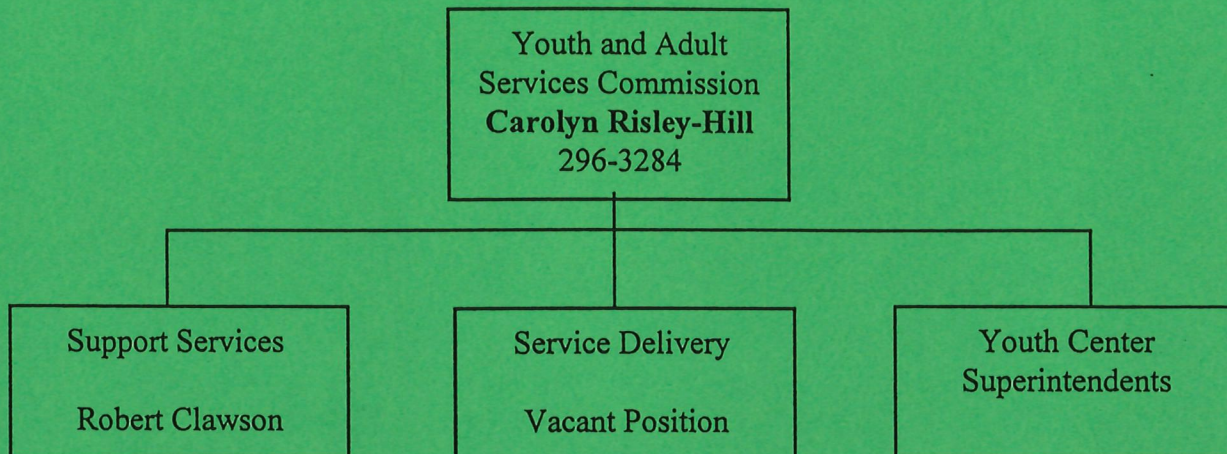 Youth and Adult
Services Commission
Carolyn Risley-Hill
296-3284
Support Services
Robert Clawson
Service Delivery
Vacant Position
Youth Center
Superintendents